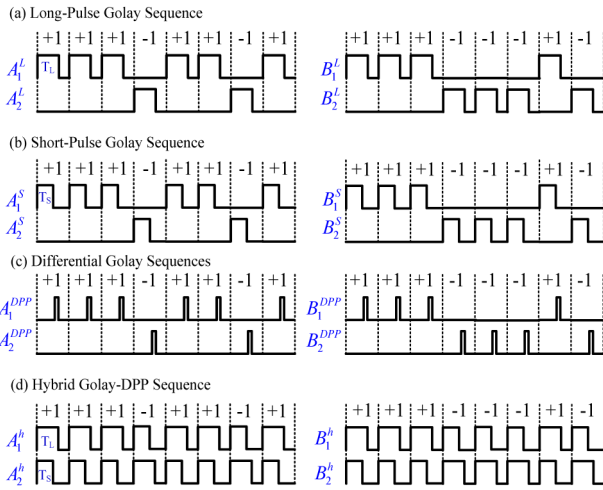 (a) Long-Pulse Golay Sequence
+1 +1 +1 -1 +1 +1 -1 +1 +1 +1 +1 -1 -1 -1 +1 -1
A₁ᴸ T_L B₁ᴸ
A₂ᴸ B₂ᴸ
(b) Short-Pulse Golay Sequence
+1 +1 +1 -1 +1 +1 -1 +1 +1 +1 +1 -1 -1 -1 +1 -1
A₁ˢ T_S B₁ˢ
A₂ˢ B₂ˢ
(c) Differential Golay Sequences
+1 +1 +1 -1 +1 +1 -1 +1 +1 +1 +1 -1 -1 -1 +1 -1
A₁ᴰᴾᴾ B₁ᴰᴾᴾ
A₂ᴰᴾᴾ B₂ᴰᴾᴾ
(d) Hybrid Golay-DPP Sequence
+1 +1 +1 -1 +1 +1 -1 +1 +1 +1 +1 -1 -1 -1 +1 -1
A₁ʰ T_L B₁ʰ
A₂ʰ T_S B₂ʰ